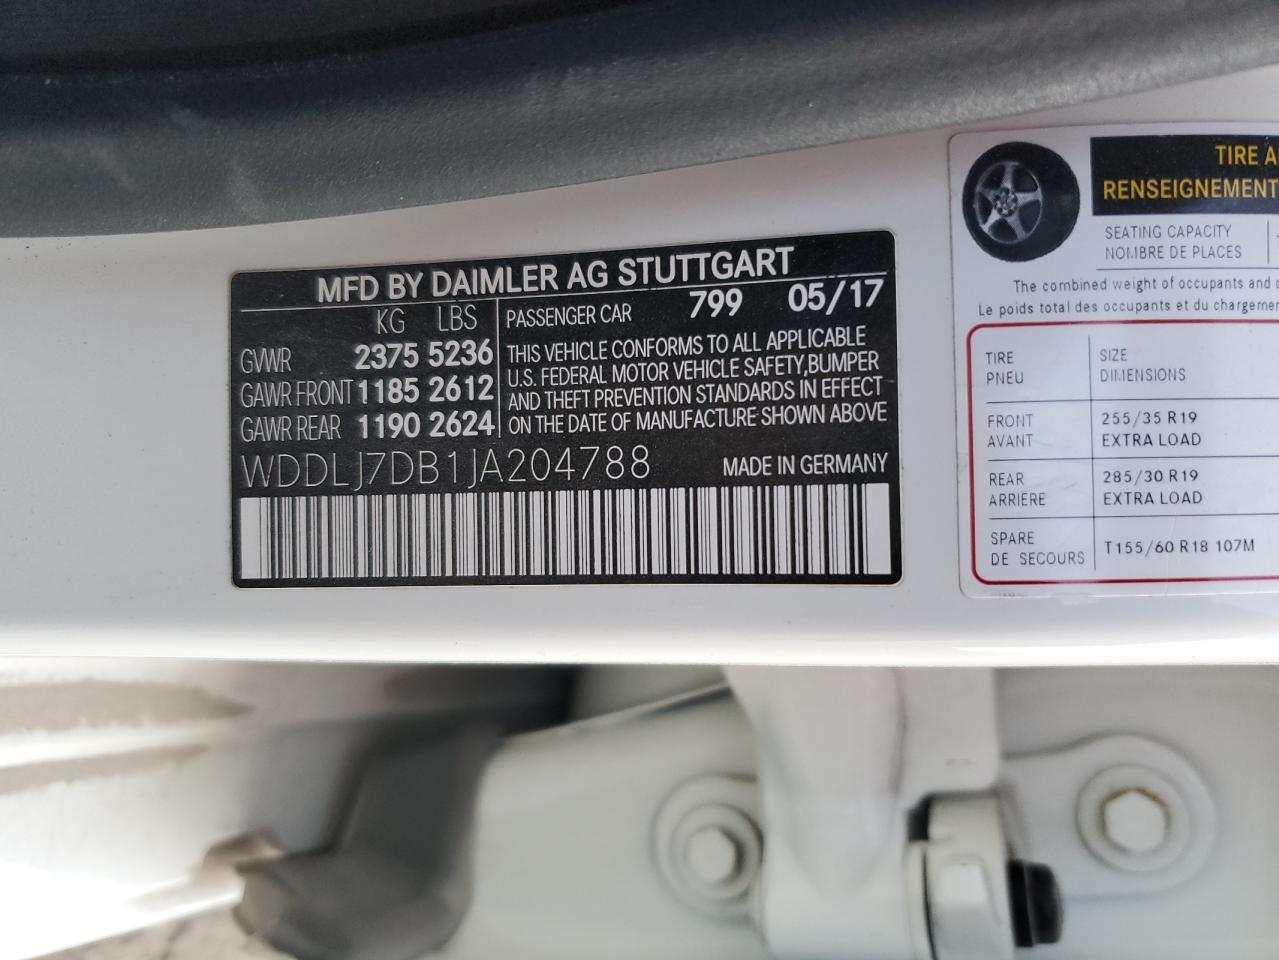 MFD BY DAIMLER AG STUTTGART
KG LBS
GVWR 2375 5236
GAWR FRONT 1185 2612
GAWR REAR 1190 2624
PASSENGER CAR 799 05/17
THIS VEHICLE CONFORMS TO ALL APPLICABLE
U.S. FEDERAL MOTOR VEHICLE SAFETY,BUMPER
AND THEFT PREVENTION STANDARDS IN EFFECT
ON THE DATE OF MANUFACTURE SHOWN ABOVE
WDDLJ7DB1JA204788 MADE IN GERMANY
TIRE
RENSEIGNEMENT
SEATING CAPACITY
NOMBRE DE PLACES
The combined weight of occupants and
Le poids total des occupants et du chargeme
TIRE SIZE
PNEU DIMENSIONS
FRONT 255/35 R19
AVANT EXTRA LOAD
REAR 285/30 R19
ARRIÈRE EXTRA LOAD
SPARE
DE SECOURS T155/60 R18 107M